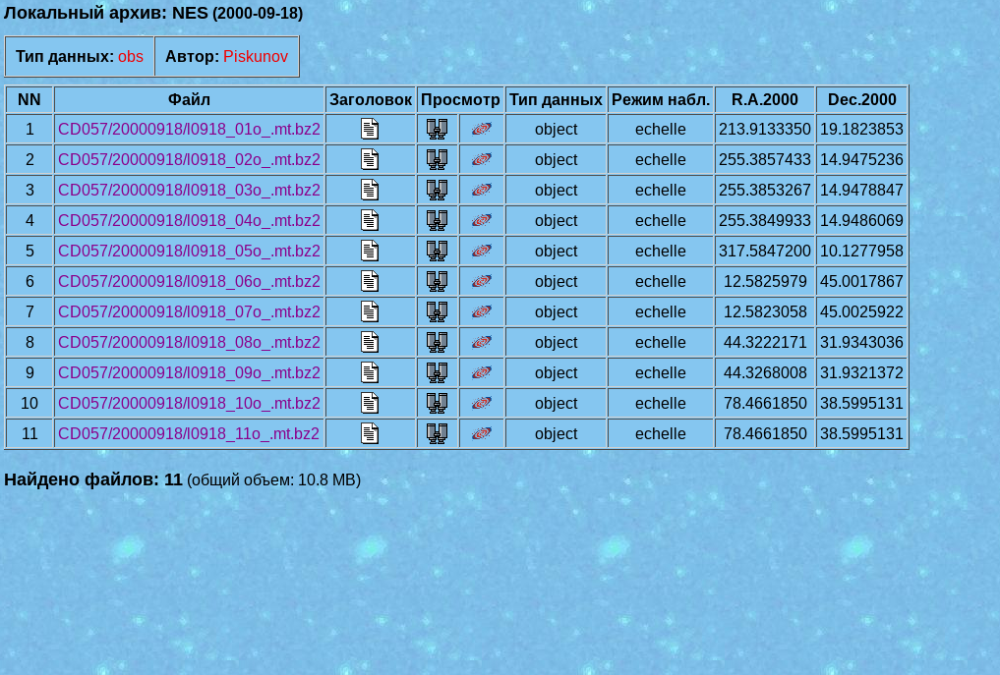 Локальный архив: NES (2000-09-18)
Тип данных: obs Автор: Piskunov
NN Файл Заголовок Просмотр Тип данных Режим набл. R.A.2000 Dec.2000
1 CD057/20000918/l0918_01o_.mt.bz2 object echelle 213.9133350 19.1823853
2 CD057/20000918/l0918_02o_.mt.bz2 object echelle 255.3857433 14.9475236
3 CD057/20000918/l0918_03o_.mt.bz2 object echelle 255.3853267 14.9478847
4 CD057/20000918/l0918_04o_.mt.bz2 object echelle 255.3849933 14.9486069
5 CD057/20000918/l0918_05o_.mt.bz2 object echelle 317.5847200 10.1277958
6 CD057/20000918/l0918_06o_.mt.bz2 object echelle 12.5825979 45.0017867
7 CD057/20000918/l0918_07o_.mt.bz2 object echelle 12.5823058 45.0025922
8 CD057/20000918/l0918_08o_.mt.bz2 object echelle 44.3222171 31.9343036
9 CD057/20000918/l0918_09o_.mt.bz2 object echelle 44.3268008 31.9321372
10 CD057/20000918/l0918_10o_.mt.bz2 object echelle 78.4661850 38.5995131
11 CD057/20000918/l0918_11o_.mt.bz2 object echelle 78.4661850 38.5995131
Найдено файлов: 11 (общий объем: 10.8 MB)